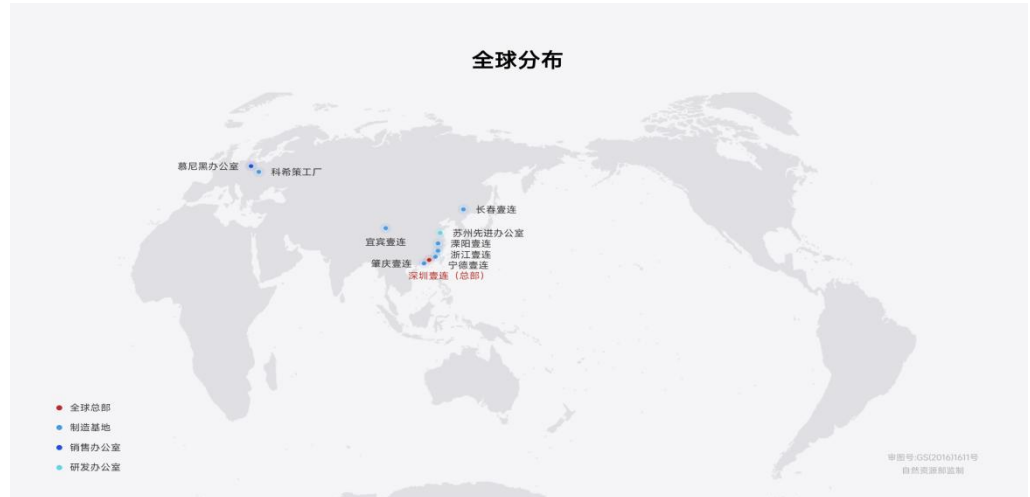 全球分布
慕尼黑办公室
科希策工厂
长春壹连
苏州先进办公室
宜宾壹连
溧阳壹连
浙江壹连
肇庆壹连
宁德壹连
深圳壹连（总部）
全球总部
制造基地
销售办公室
研发办公室
审图号:GS(2016)1611号
自然资源部监制